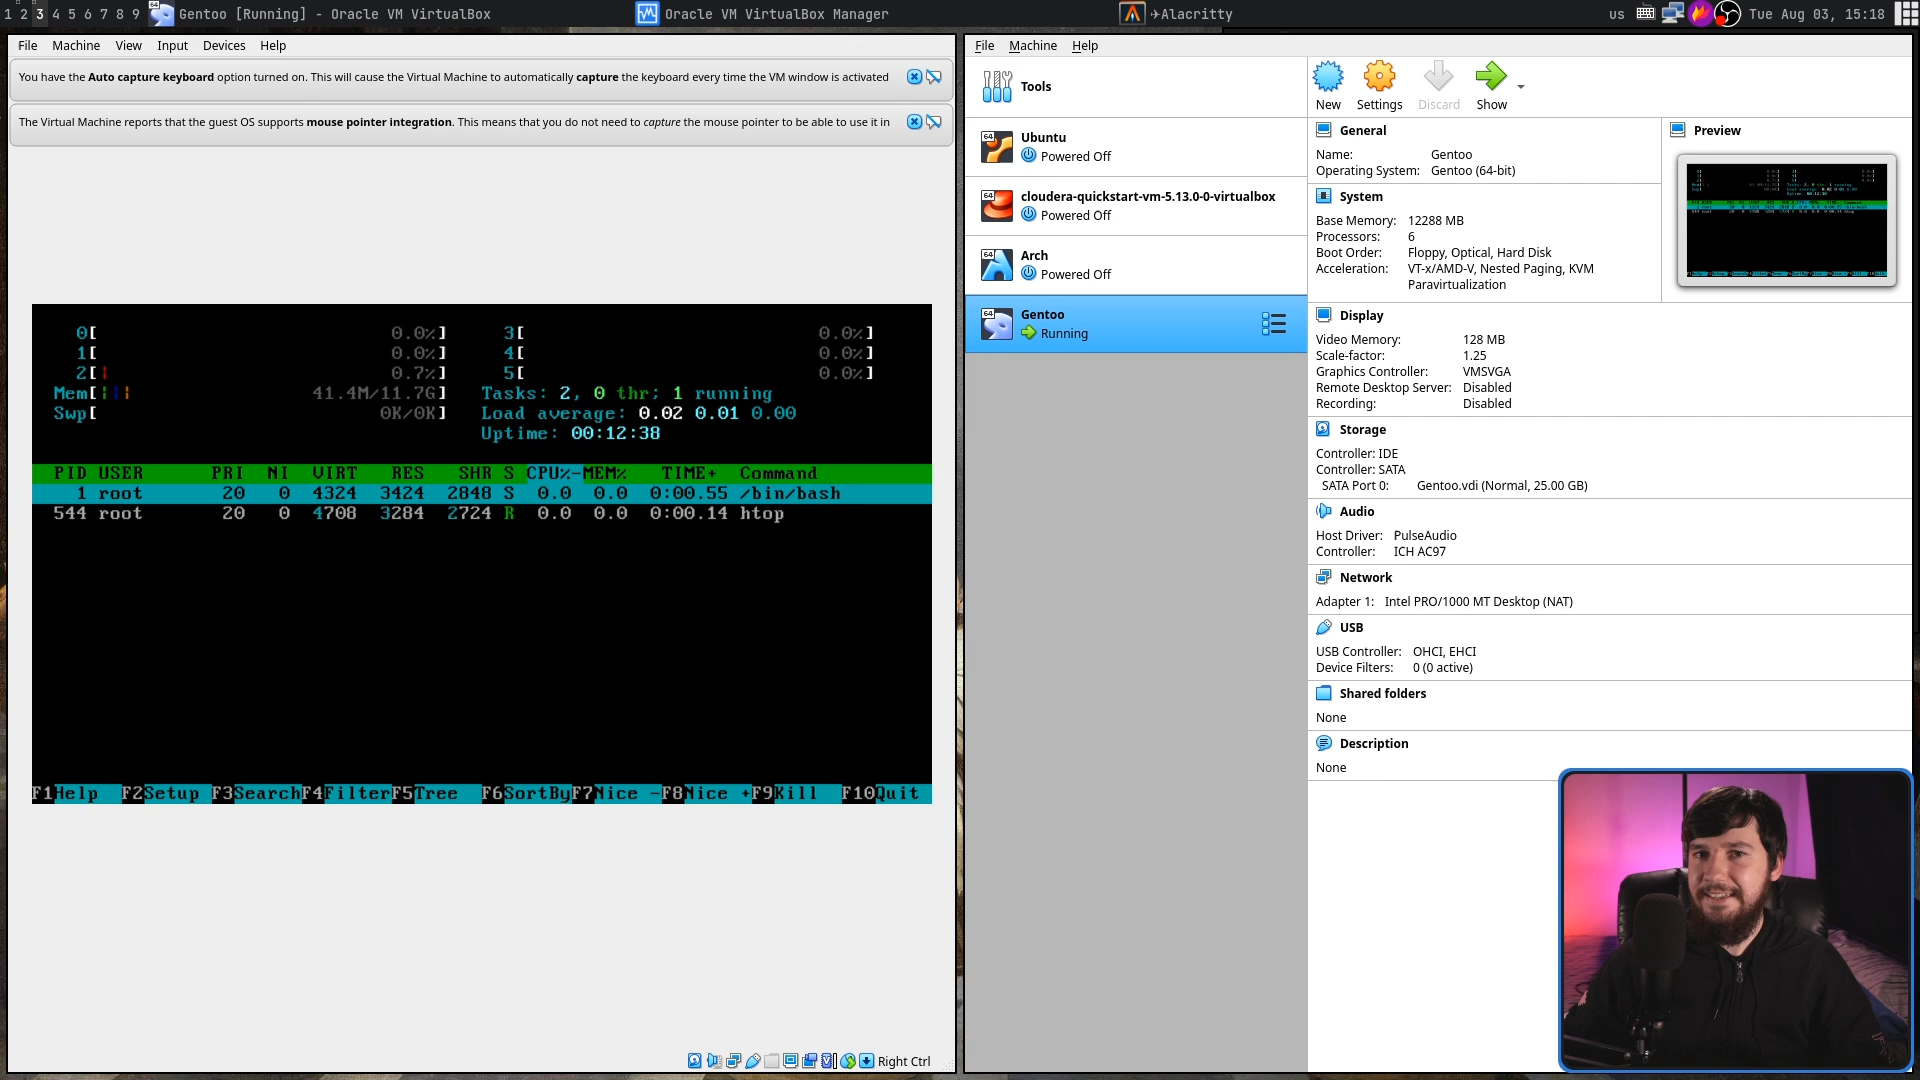 1 2 3 4 5 6 7 8 9 Gentoo [Running] - Oracle VM VirtualBox
Oracle VM VirtualBox Manager
✈Alacritty
us
Tue Aug 03, 15:18
File Machine View Input Devices Help
You have the Auto capture keyboard option turned on. This will cause the Virtual Machine to automatically capture the keyboard every time the VM window is activated
The Virtual Machine reports that the guest OS supports mouse pointer integration. This means that you do not need to capture the mouse pointer to be able to use it in
0[ 0.0%] 3[ 0.0%]
1[ 0.0%] 4[ 0.0%]
2[| 0.7%] 5[ 0.0%]
Mem[||| 41.4M/11.7G] Tasks: 2, 0 thr; 1 running
Swp[ 0K/0K] Load average: 0.02 0.01 0.00
Uptime: 00:12:38
PID USER PRI NI VIRT RES SHR S CPU%-MEM% TIME+ Command
1 root 20 0 4324 3424 2848 S 0.0 0.0 0:00.55 /bin/bash
544 root 20 0 4708 3284 2724 R 0.0 0.0 0:00.14 htop
F1Help F2Setup F3SearchF4FilterF5Tree F6SortByF7Nice -F8Nice +F9Kill F10Quit
Right Ctrl
File Machine Help
Tools
64
Ubuntu
Powered Off
64
cloudera-quickstart-vm-5.13.0-0-virtualbox
Powered Off
64
Arch
Powered Off
64
Gentoo
Running
New Settings Discard Show
General
Name: Gentoo
Operating System: Gentoo (64-bit)
Preview
System
Base Memory: 12288 MB
Processors: 6
Boot Order: Floppy, Optical, Hard Disk
Acceleration: VT-x/AMD-V, Nested Paging, KVM
Paravirtualization
Display
Video Memory: 128 MB
Scale-factor: 1.25
Graphics Controller: VMSVGA
Remote Desktop Server: Disabled
Recording: Disabled
Storage
Controller: IDE
Controller: SATA
SATA Port 0: Gentoo.vdi (Normal, 25.00 GB)
Audio
Host Driver: PulseAudio
Controller: ICH AC97
Network
Adapter 1: Intel PRO/1000 MT Desktop (NAT)
USB
USB Controller: OHCI, EHCI
Device Filters: 0 (0 active)
Shared folders
None
Description
None